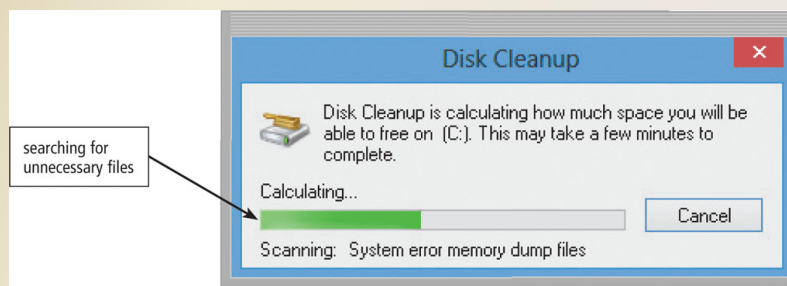 Disk Cleanup
Disk Cleanup is calculating how much space you will be
able to free on (C:). This may take a few minutes to
complete.
searching for
unnecessary files
Calculating...
Cancel
Scanning: System error memory dump files